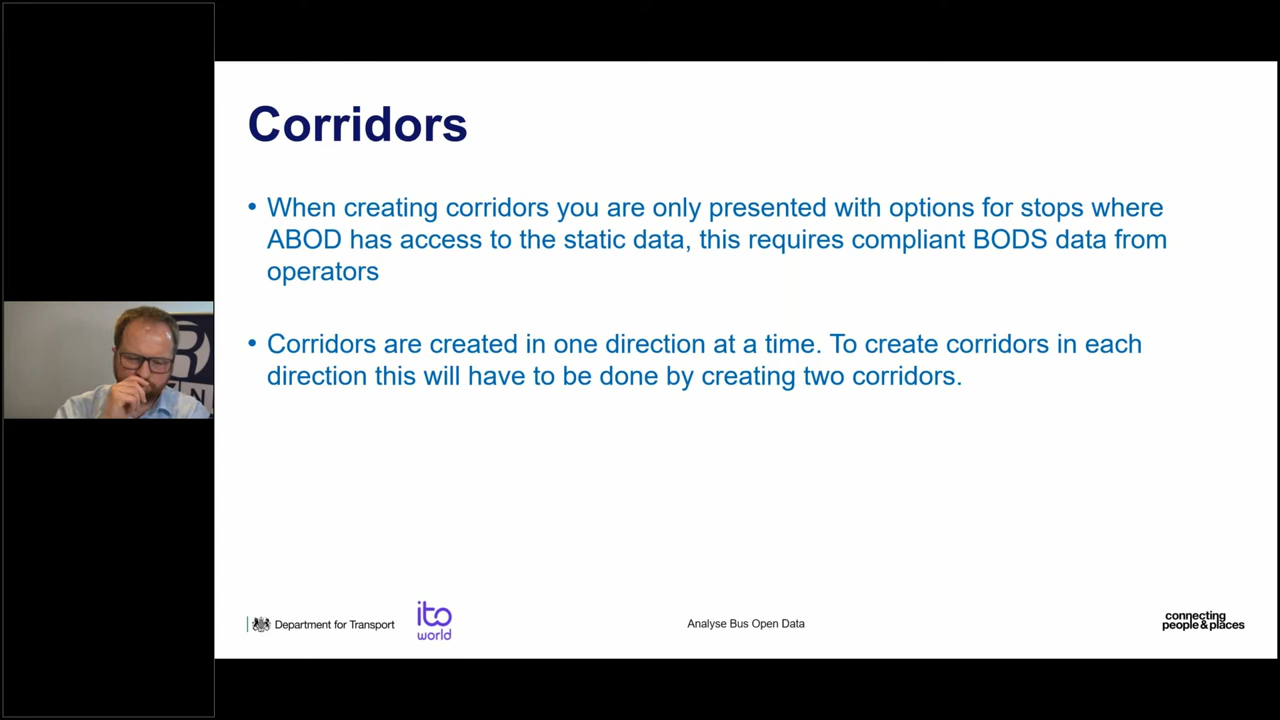 Corridors
• When creating corridors you are only presented with options for stops where
ABOD has access to the static data, this requires compliant BODS data from
operators
• Corridors are created in one direction at a time. To create corridors in each
direction this will have to be done by creating two corridors.
Department for Transport
ito
world
Analyse Bus Open Data
connecting
people&places